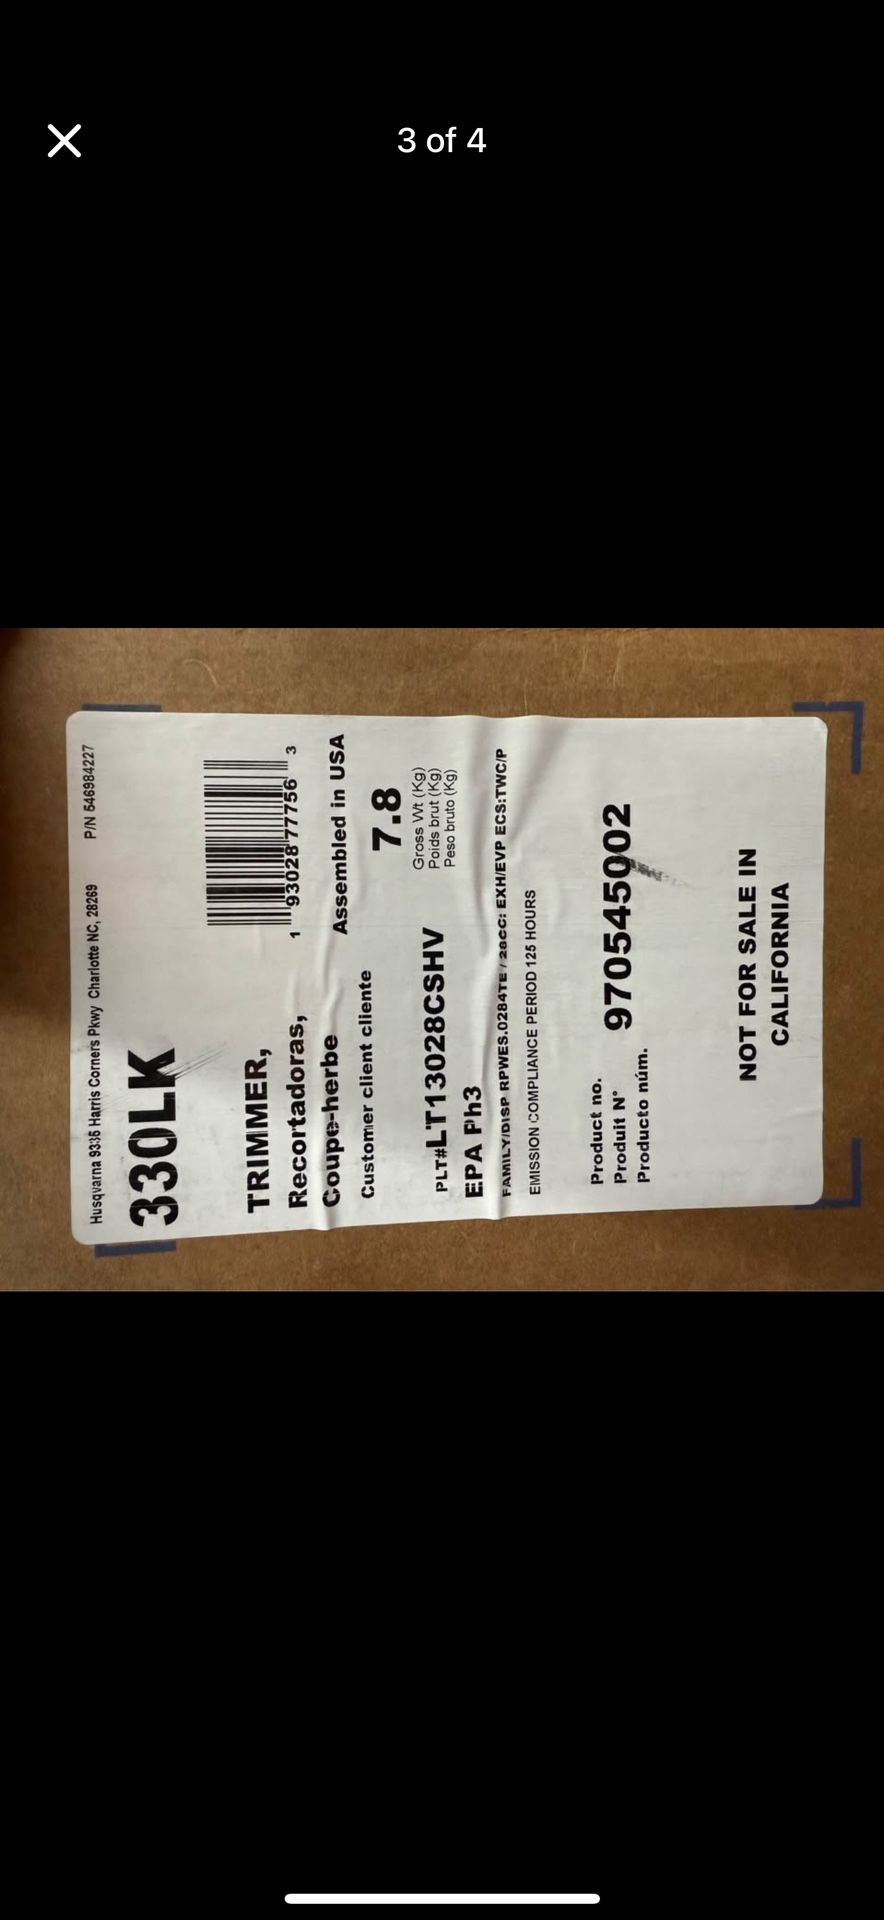 3 of 4
Husqvarna 9335 Harris Corners Pkwy Charlotte NC, 28269 P/N 546984227
330LK
1 93028 77756 3
TRIMMER,
Recortadoras,
Coupe-herbe
Assembled in USA
Customer client cliente
7.8
Gross Wt (Kg)
Poids brut (Kg)
Peso bruto (Kg)
PLT#LT13028CSHV
EPA Ph3
FAMILY/DISP RPWES.0284TE / 28CC: EXH/EVP ECS:TWC/P
EMISSION COMPLIANCE PERIOD 125 HOURS
Product no.
Produit N°
Producto núm.
970545002
NOT FOR SALE IN
CALIFORNIA